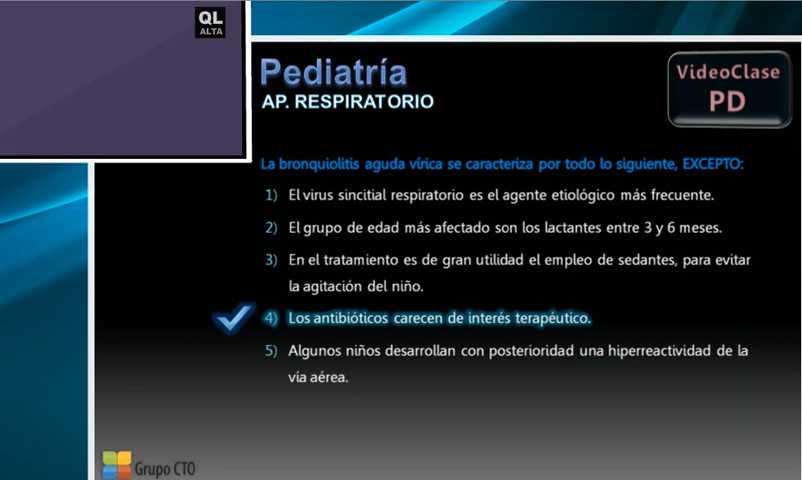 QL
ALTA
Pediatría
AP. RESPIRATORIO
VideoClase
PD
La bronquiolitis aguda vírica se caracteriza por todo lo siguiente, EXCEPTO:
1) El virus sincitial respiratorio es el agente etiológico más frecuente.
2) El grupo de edad más afectado son los lactantes entre 3 y 6 meses.
3) En el tratamiento es de gran utilidad el empleo de sedantes, para evitar
la agitación del niño.
4) Los antibióticos carecen de interés terapéutico.
5) Algunos niños desarrollan con posterioridad una hiperreactividad de la
vía aérea.
Grupo CTO